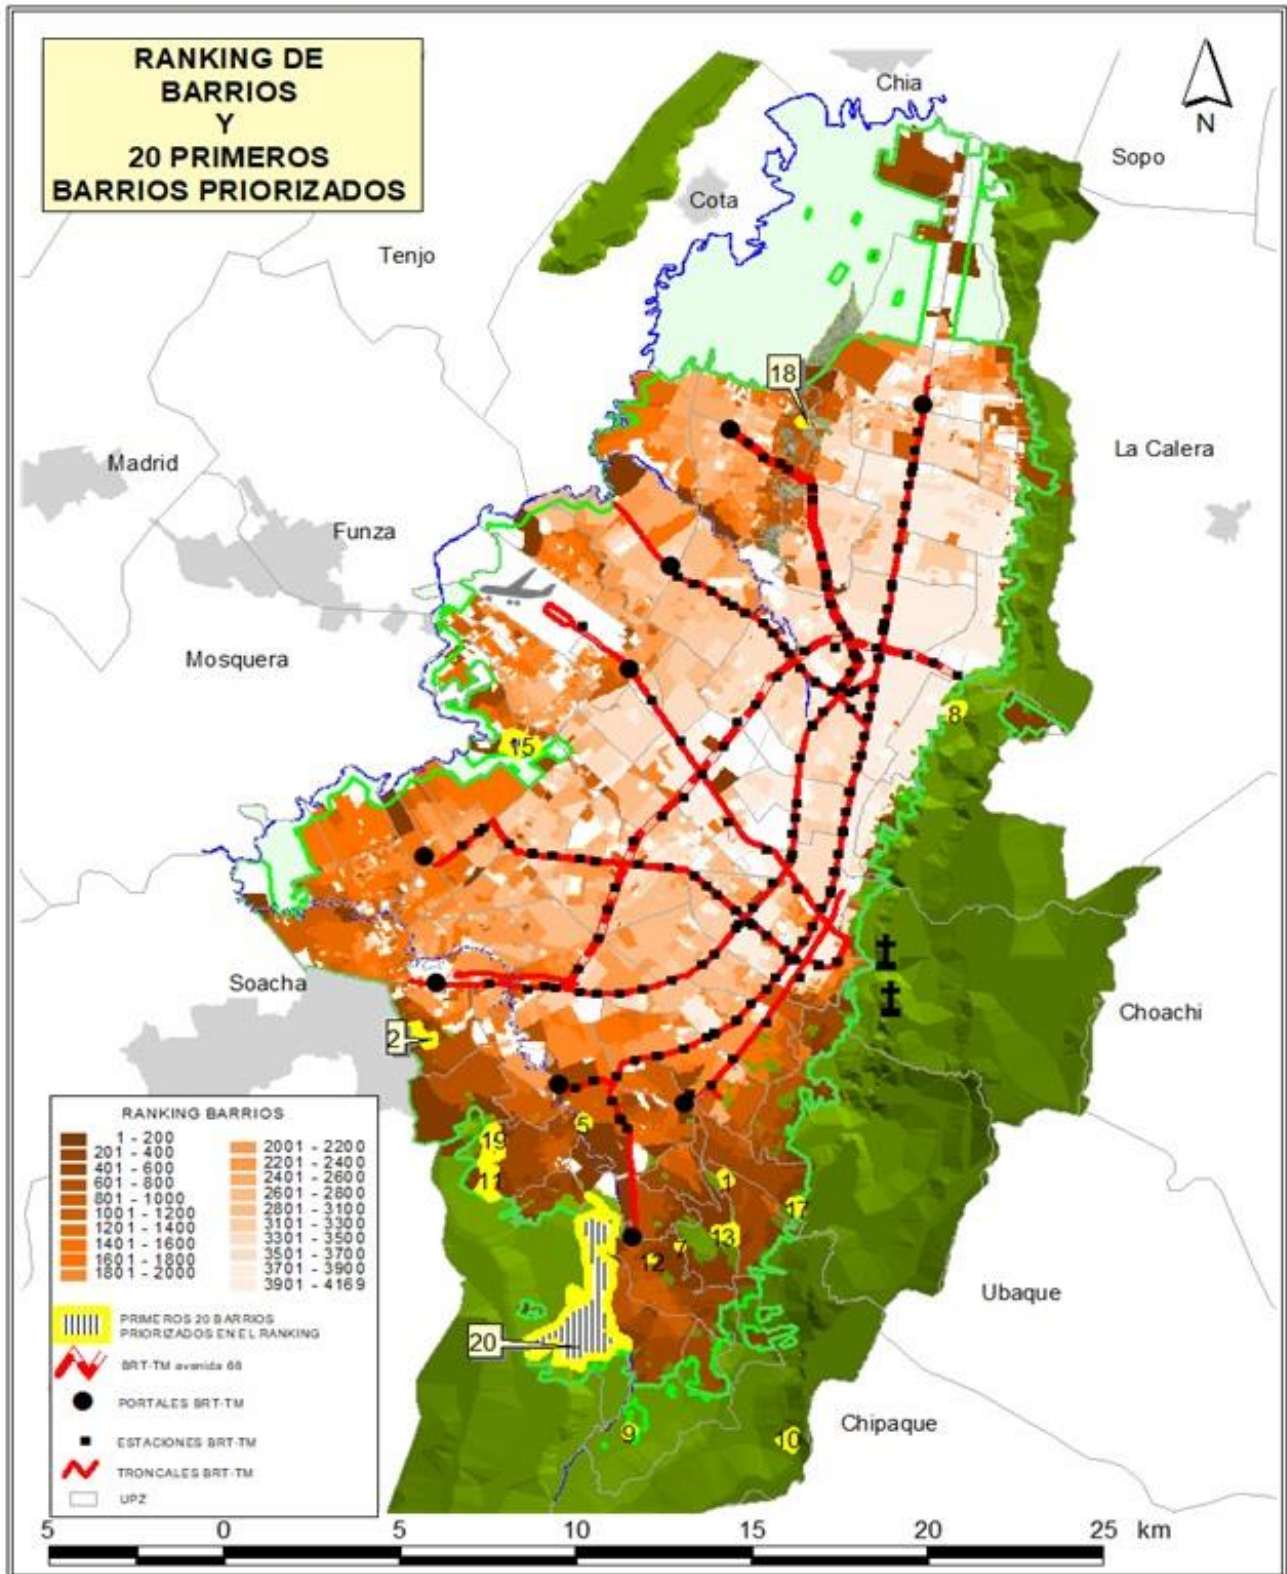 RANKING DE
BARRIOS
Y
20 PRIMEROS
BARRIOS PRIORIZADOS
Chia
N
Sopo
Cota
Tenjo
18
Madrid
La Calera
Funza
Mosquera
8
15
Soacha
Choachi
2
5
19
11
1
17
13
7
12
20
Ubaque
9
10
Chipaque
RANKING BARRIOS
1 - 200
201 - 400
401 - 600
601 - 800
801 - 1000
1001 - 1200
1201 - 1400
1401 - 1600
1601 - 1800
1801 - 2000
2001 - 2200
2201 - 2400
2401 - 2600
2601 - 2800
2801 - 3100
3101 - 3300
3301 - 3500
3501 - 3700
3701 - 3900
3901 - 4169
PRIMEROS 20 BARRIOS
PRIORIZADOS EN EL RANKING
BRT-TM avenida 68
PORTALES BRT-TM
ESTACIONES BRT-TM
TRONCALES BRT-TM
UPZ
5 0 5 10 15 20 25 km